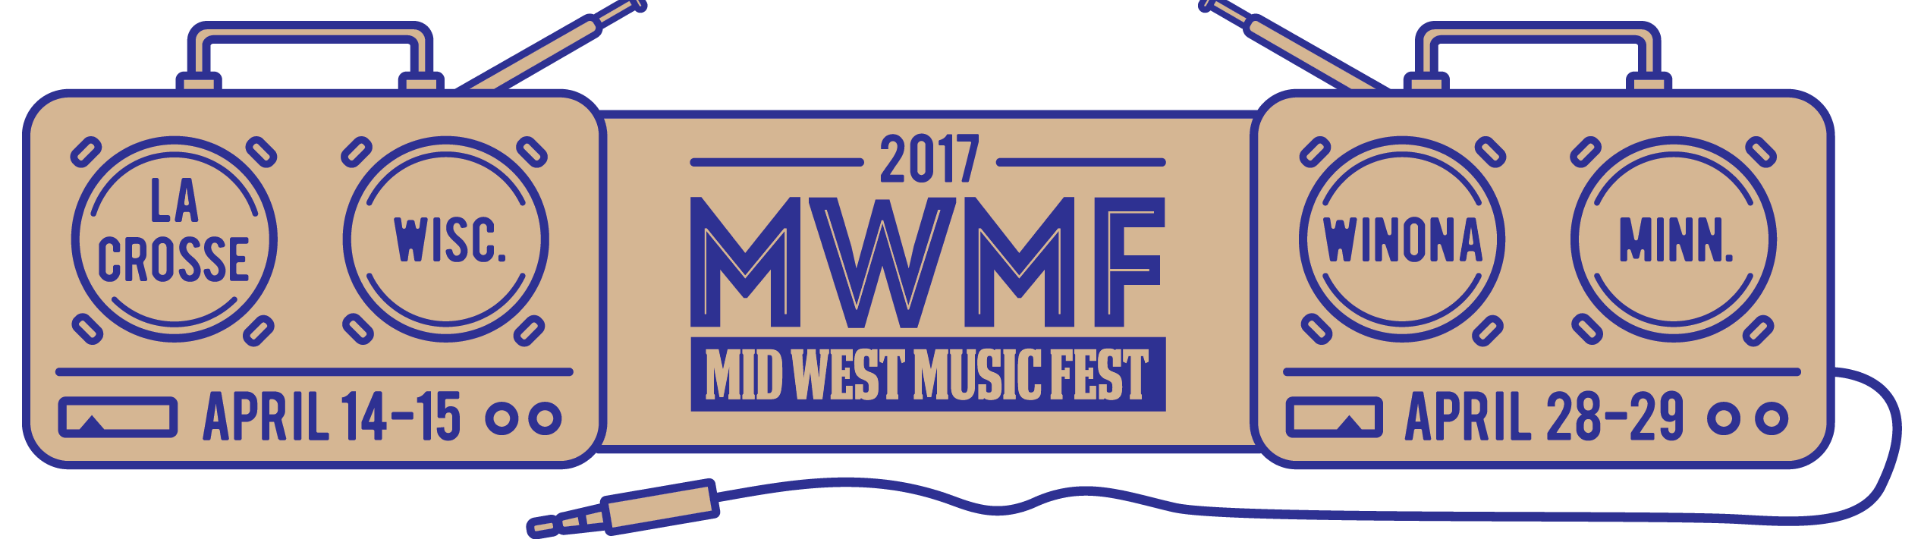 LA
CROSSE
WISC.
APRIL 14-15
2017
MWMF
MID WEST MUSIC FEST
WINONA
MINN.
APRIL 28-29